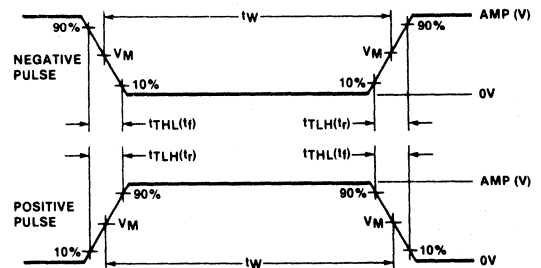 90% tW 90% AMP (V)
NEGATIVE PULSE VM VM
10% 10% 0V
tTHL(tf) tTLH(tr)
tTLH(tr) tTHL(tf)
90% 90% AMP (V)
POSITIVE PULSE VM VM
10% 10% 0V
tW